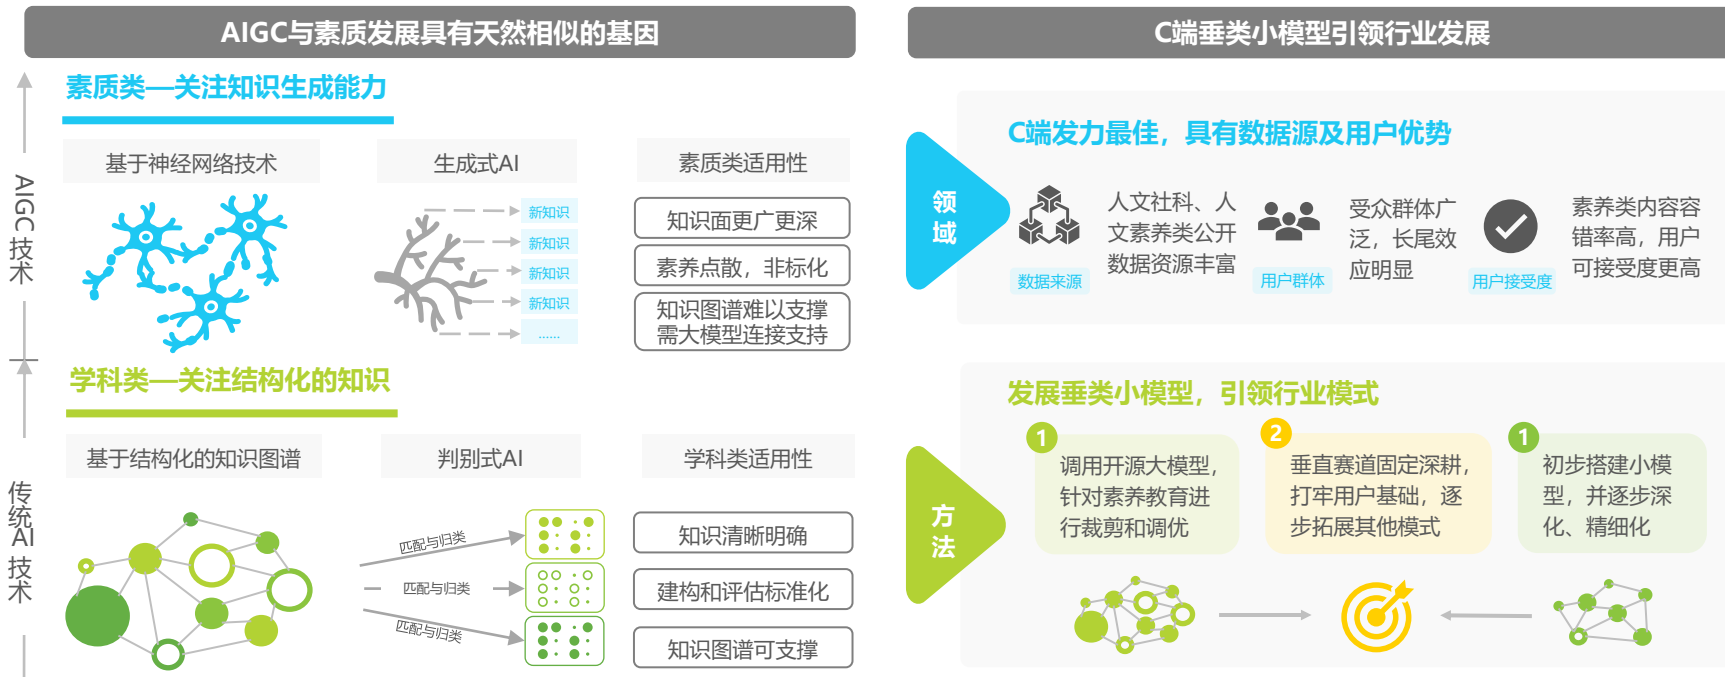 AIGC与素质发展具有天然相似的基因
素质类—关注知识生成能力
AIGC技术
基于神经网络技术
生成式AI
素质类适用性
新知识
新知识
新知识
新知识
......
知识面更广更深
素养点散，非标化
知识图谱难以支撑
需大模型连接支持
学科类—关注结构化的知识
传统AI技术
基于结构化的知识图谱
判别式AI
学科类适用性
匹配与归类
匹配与归类
匹配与归类
知识清晰明确
建构和评估标准化
知识图谱可支撑
C端垂类小模型引领行业发展
领域
C端发力最佳，具有数据源及用户优势
数据来源
人文社科、人
文素养类公开
数据资源丰富
用户群体
受众群体广
泛，长尾效
应明显
用户接受度
素养类内容容
错率高，用户
可接受度更高
方法
发展垂类小模型，引领行业模式
1
调用开源大模型，
针对素养教育进
行裁剪和调优
2
垂直赛道固定深耕，
打牢用户基础，逐
步拓展其他模式
1
初步搭建小模
型，并逐步深
化、精细化